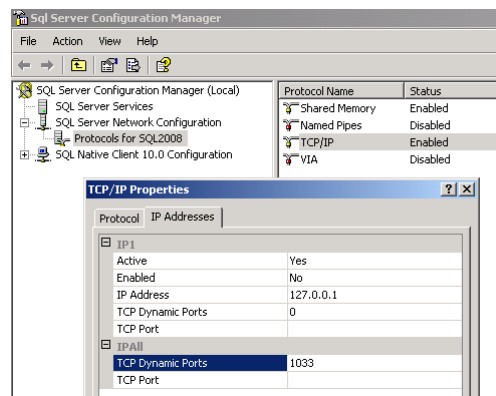 Sql Server Configuration Manager
File Action View Help
SQL Server Configuration Manager (Local)
SQL Server Services
SQL Server Network Configuration
Protocols for SQL2008
SQL Native Client 10.0 Configuration
Protocol Name Status
Shared Memory Enabled
Named Pipes Disabled
TCP/IP Enabled
VIA Disabled
TCP/IP Properties
Protocol IP Addresses
IP1
Active Yes
Enabled No
IP Address 127.0.0.1
TCP Dynamic Ports 0
TCP Port
IPAll
TCP Dynamic Ports 1033
TCP Port